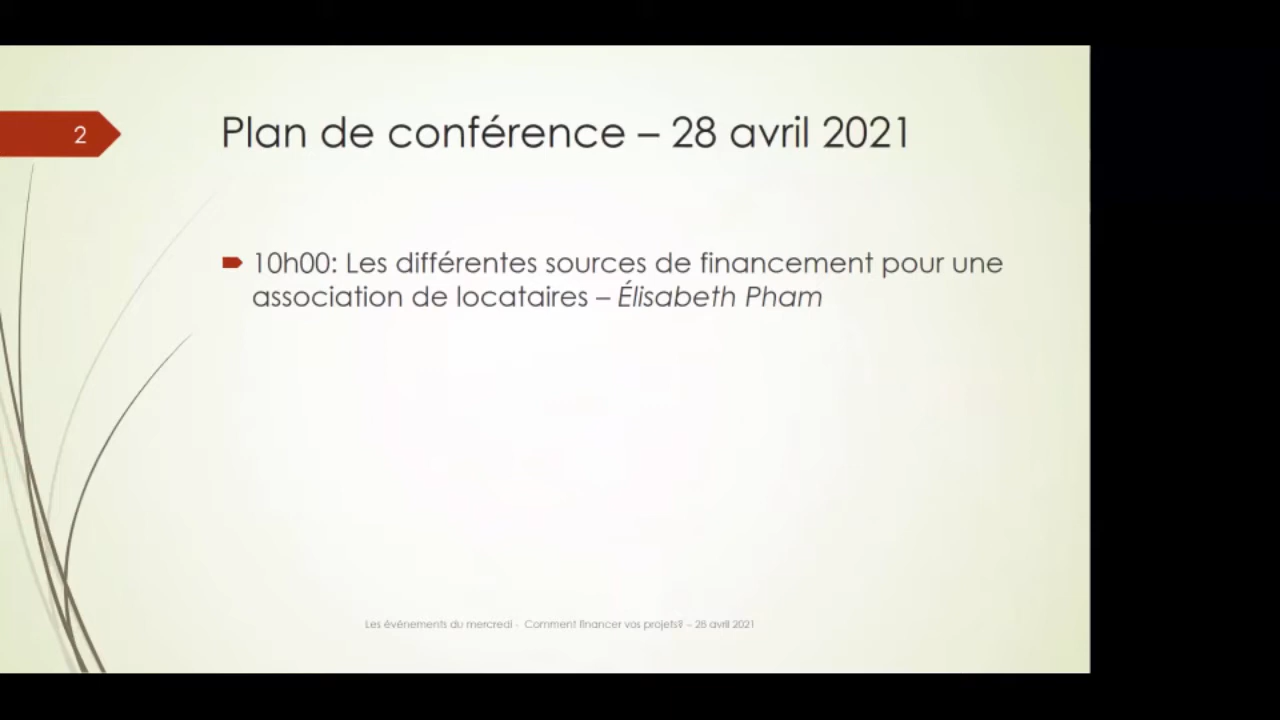 2
Plan de conférence – 28 avril 2021
10h00: Les différentes sources de financement pour une
association de locataires – Élisabeth Pham
Les événements du mercredi - Comment financer vos projets? – 28 avril 2021